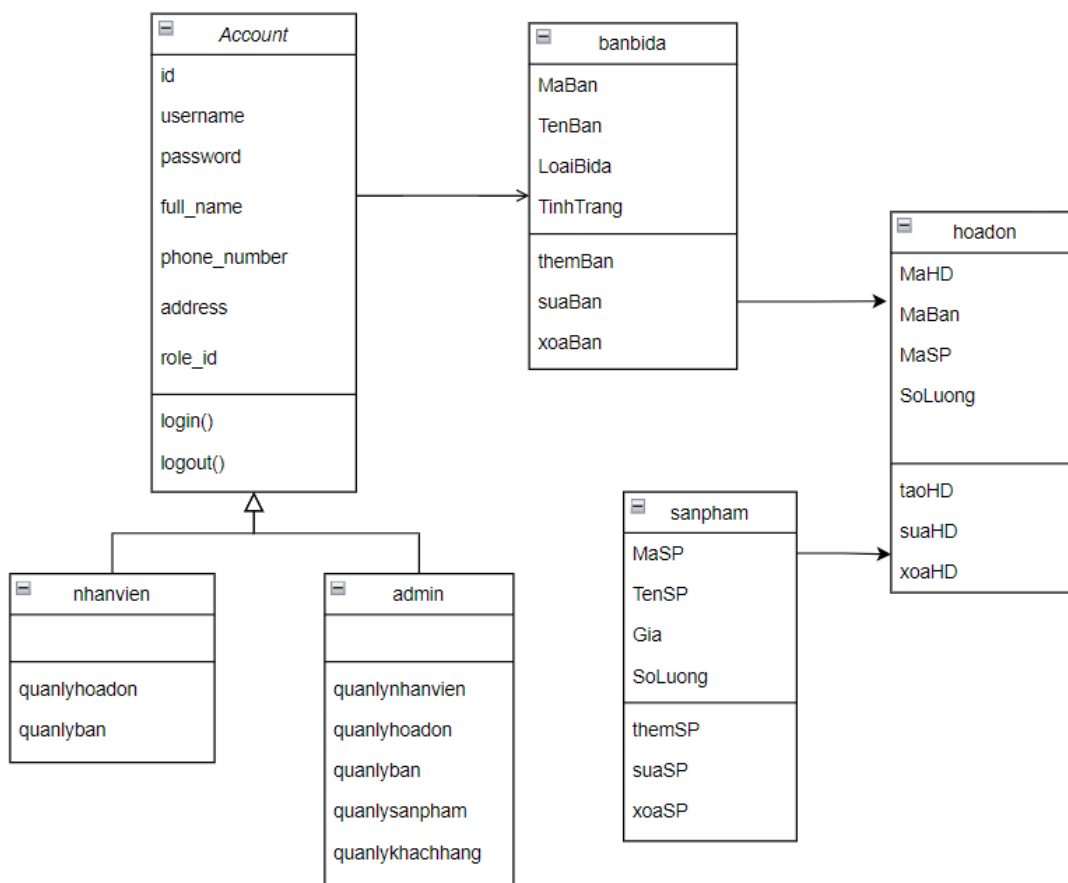 Account
id
username
password
full_name
phone_number
address
role_id
login()
logout()
banbida
MaBan
TenBan
LoaiBida
TinhTrang
themBan
suaBan
xoaBan
hoadon
MaHD
MaBan
MaSP
SoLuong
taoHD
suaHD
xoaHD
sanpham
MaSP
TenSP
Gia
SoLuong
themSP
suaSP
xoaSP
nhanvien
quanlyhoadon
quanlyban
admin
quanlynhanvien
quanlyhoadon
quanlyban
quanlysanpham
quanlykhachhang